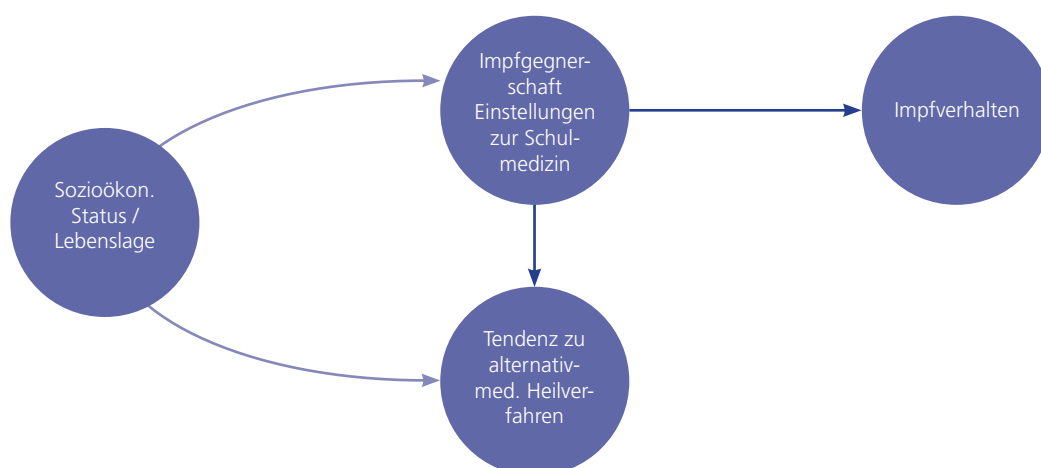 Sozioökon.
Status /
Lebenslage
Impfgegner-
schaft
Einstellungen
zur Schul-
medizin
Impfverhalten
Tendenz zu
alternativ-
med. Heilver-
fahren